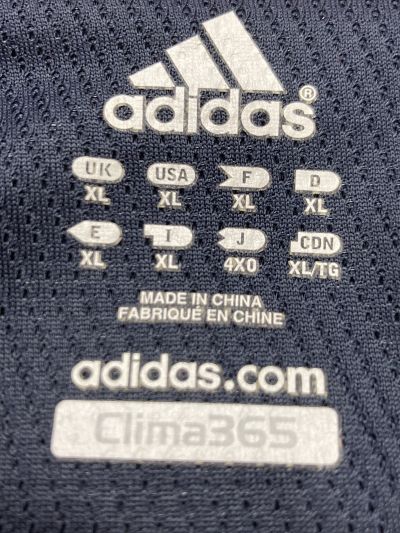 adidas®
UK USA F D
XL XL XL XL
E I J CDN
XL XL 4XO XL/TG
MADE IN CHINA
FABRIQUÉ EN CHINE
adidas.com
Clima365